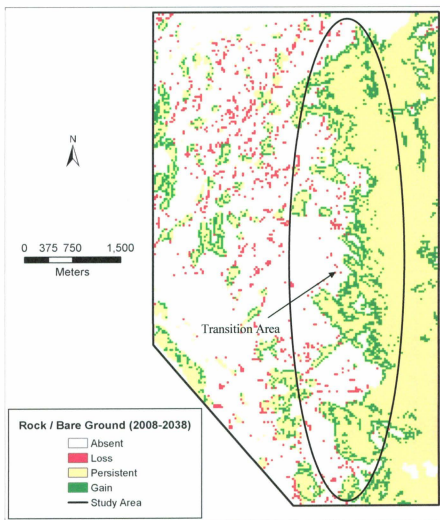 N
0 375 750 1,500
Meters
Transition Area
Rock / Bare Ground (2008-2038)
Absent
Loss
Persistent
Gain
Study Area